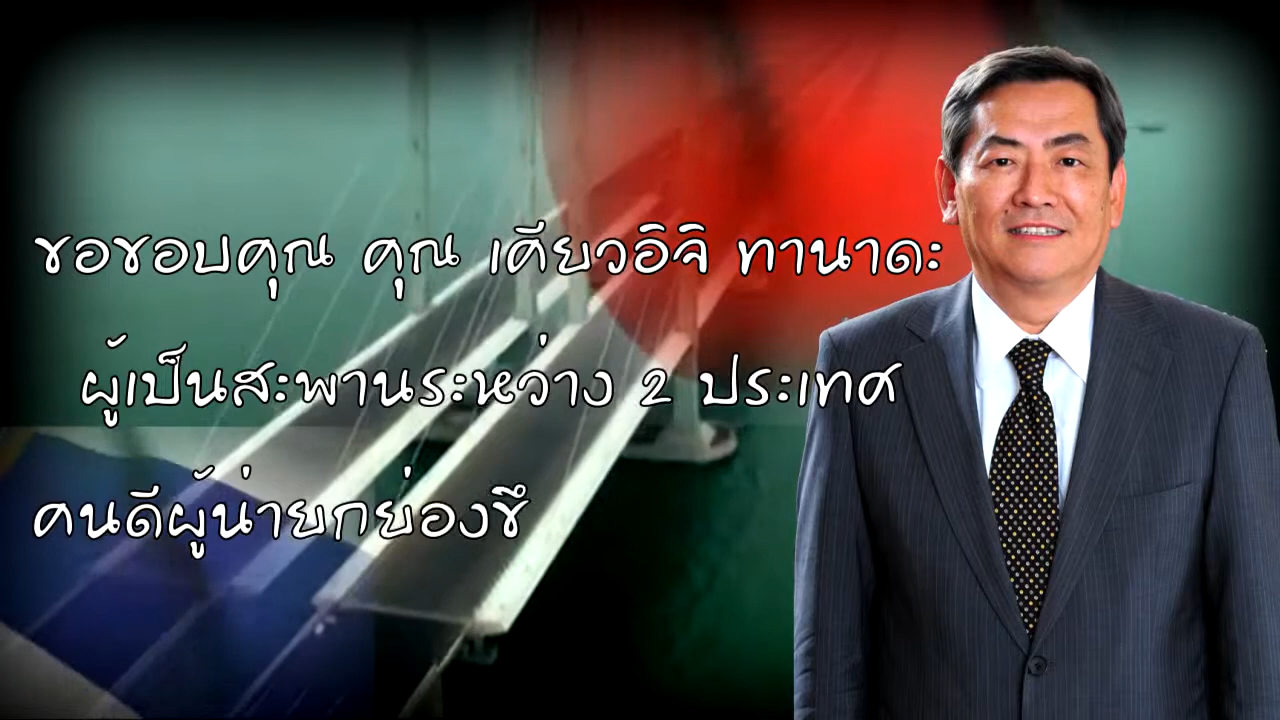 ขอขอบคุณ คุณ เคียวอิจิ ทานาดะ
ผู้เป็นสะพานระหว่าง 2 ประเทศ
คนดีผู้น่ายกย่องชึ